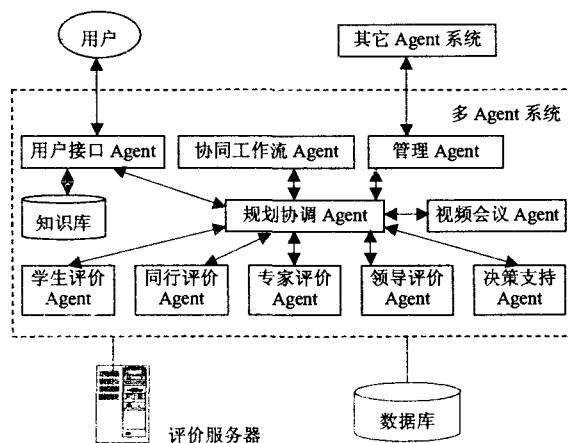 用户
其它 Agent 系统
多 Agent 系统
用户接口 Agent
协同工作流 Agent
管理 Agent
知识库
规划协调 Agent
视频会议 Agent
学生评价
Agent
同行评价
Agent
专家评价
Agent
领导评价
Agent
决策支持
Agent
评价服务器
数据库